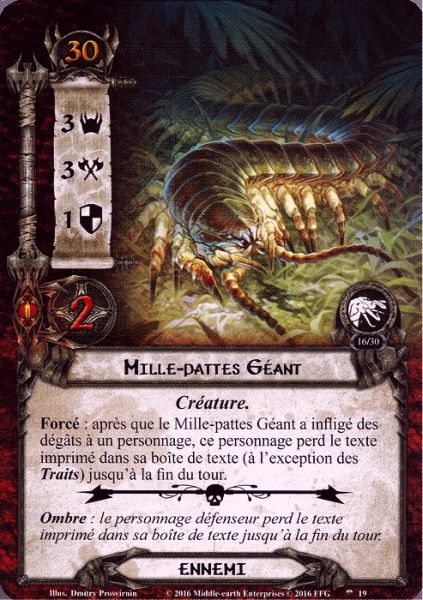 30
3
3
1
2
16/30
Mille-pattes Géant
Créature.
Forcé : après que le Mille-pattes Géant a infligé des
dégâts à un personnage, ce personnage perd le texte
imprimé dans sa boîte de texte (à l'exception des
Traits) jusqu'à la fin du tour.
Ombre : le personnage défenseur perd le texte
imprimé dans sa boîte de texte jusqu'à la fin du tour.
ENNEMI
Illus. Dmitry Prosvirnin © 2016 Middle-earth Enterprises © 2016 FFG 19